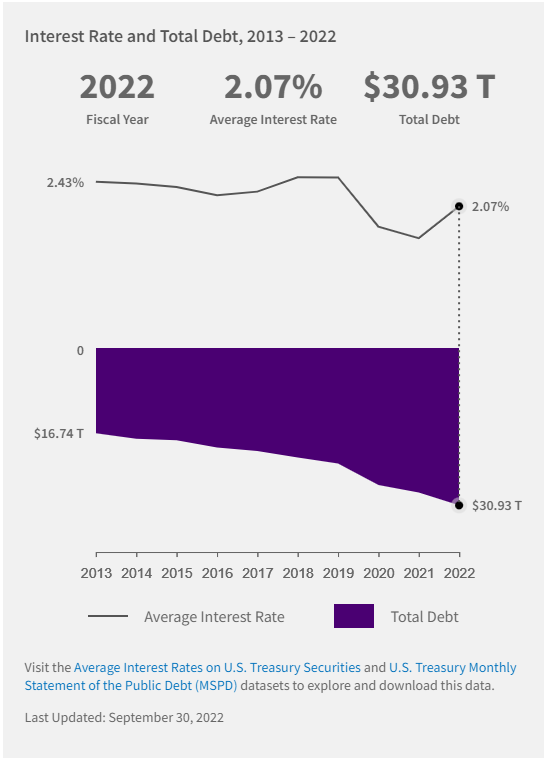 Interest Rate and Total Debt, 2013 – 2022
2022 2.07% $30.93 T
Fiscal Year Average Interest Rate Total Debt
2.43%
2.07%
0
$16.74 T
$30.93 T
2013 2014 2015 2016 2017 2018 2019 2020 2021 2022
Average Interest Rate Total Debt
Visit the Average Interest Rates on U.S. Treasury Securities and U.S. Treasury Monthly
Statement of the Public Debt (MSPD) datasets to explore and download this data.
Last Updated: September 30, 2022